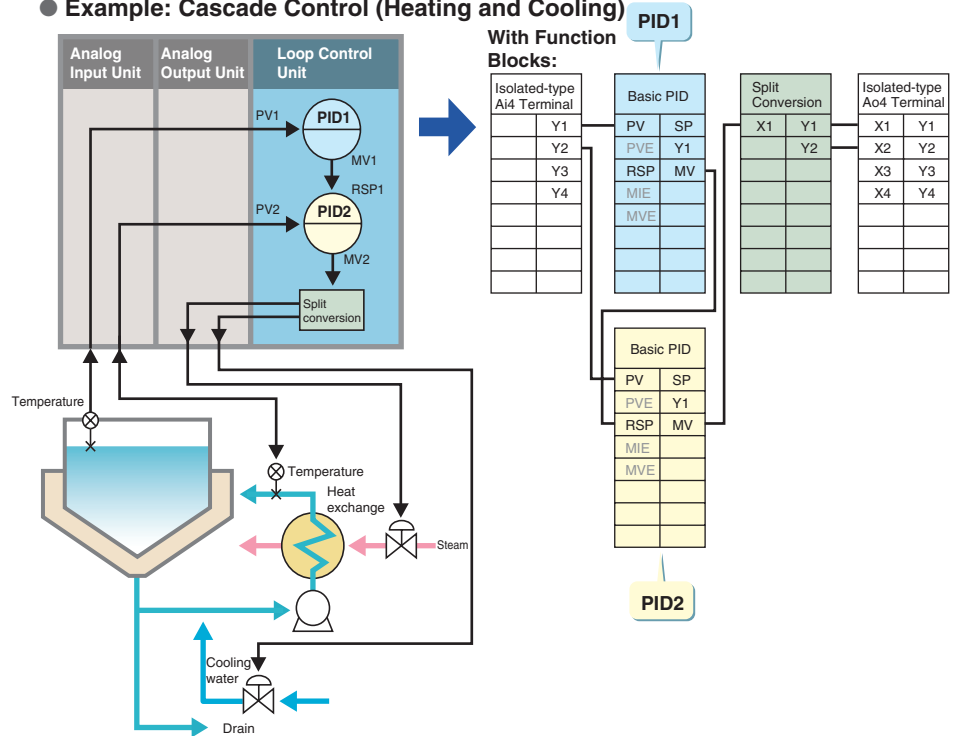 ● Example: Cascade Control (Heating and Cooling)
Analog
Input Unit
Analog
Output Unit
Loop Control
Unit
PV1
PID1
MV1
RSP1
PV2
PID2
MV2
Split
conversion
Temperature
Temperature
Heat
exchange
Steam
Cooling
water
Drain
With Function
Blocks:
PID1
Isolated-type
Ai4 Terminal
Y1
Y2
Y3
Y4
Basic PID
PV SP
PVE Y1
RSP MV
MIE
MVE
Split
Conversion
X1 Y1
Y2
Isolated-type
Ao4 Terminal
X1 Y1
X2 Y2
X3 Y3
X4 Y4
Basic PID
PV SP
PVE Y1
RSP MV
MIE
MVE
PID2